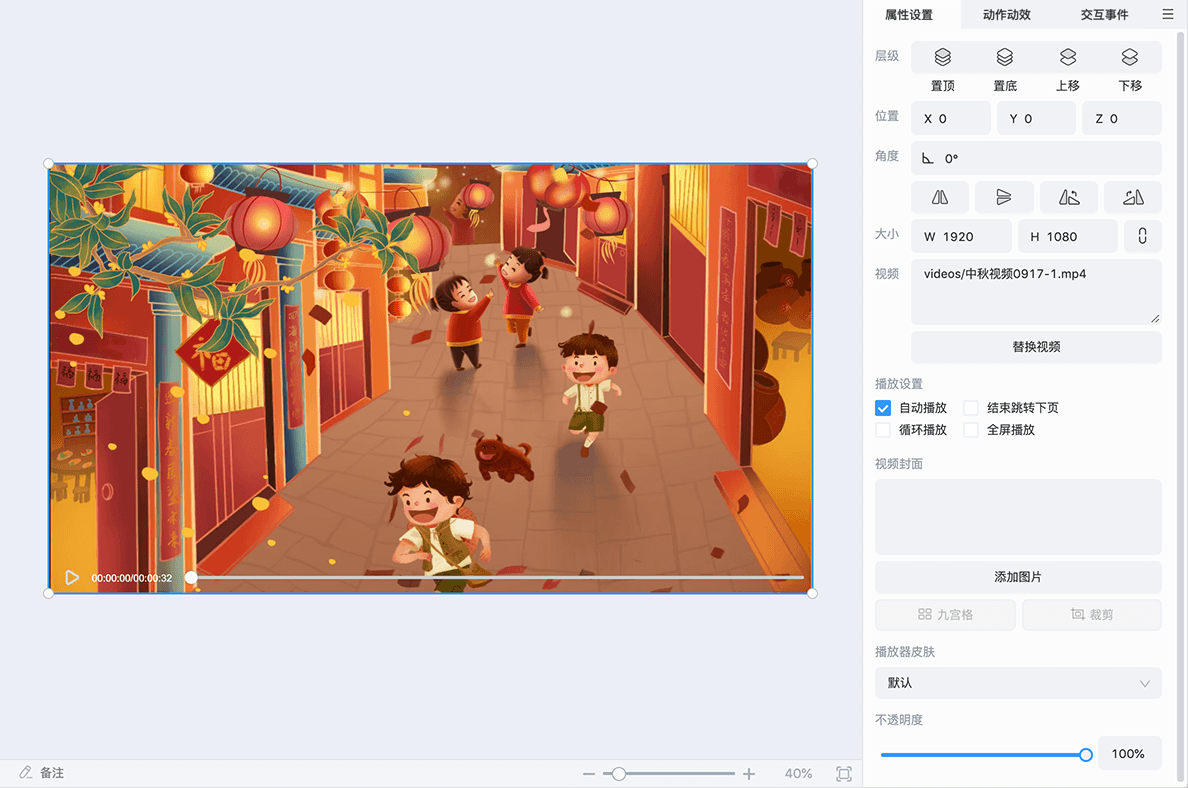 属性设置 动作动效 交互事件
层级
置顶 置底 上移 下移
位置 X 0 Y 0 Z 0
角度 0°
大小 W 1920 H 1080
视频 videos/中秋视频0917-1.mp4
替换视频
播放设置
自动播放 结束跳转下页
循环播放 全屏播放
视频封面
添加图片
九宫格 裁剪
播放器皮肤
默认
不透明度
100%
福
福 福 福
00:00:00/00:00:32
备注 40%